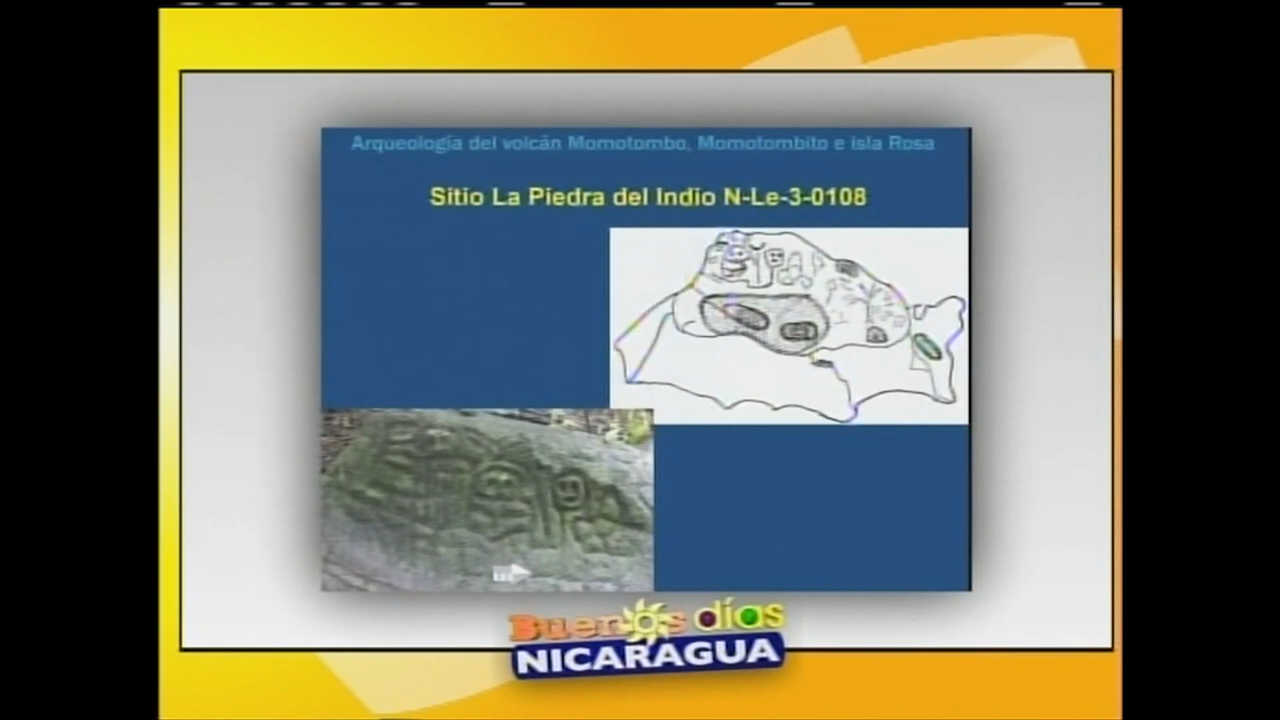 Arqueología del volcán Momotombo, Momotombito e isla Rosa
Sitio La Piedra del Indio N-Le-3-0108
Buenos días
NICARAGUA